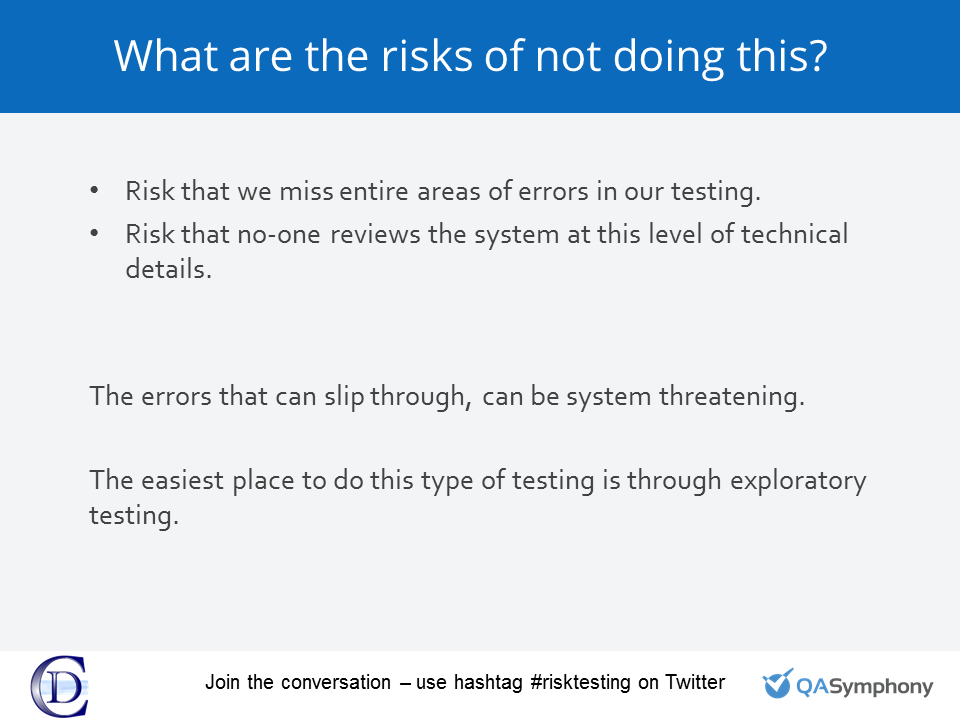 What are the risks of not doing this?
• Risk that we miss entire areas of errors in our testing.
• Risk that no-one reviews the system at this level of technical
details.
The errors that can slip through, can be system threatening.
The easiest place to do this type of testing is through exploratory
testing.
CD
Join the conversation – use hashtag #risktesting on Twitter
QASymphony